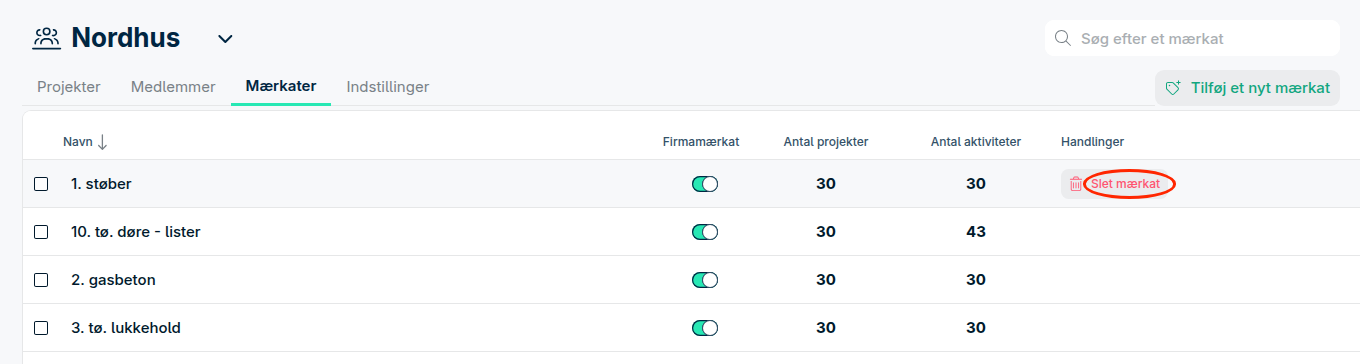 Nordhus
Søg efter et mærkat
Projekter Medlemmer Mærkater Indstillinger
Tilføj et nyt mærkat
Navn Firmamærkat Antal projekter Antal aktiviteter Handlinger
1. støber 30 30 Slet mærkat
10. tø. døre - lister 30 43
2. gasbeton 30 30
3. tø. lukkehold 30 30